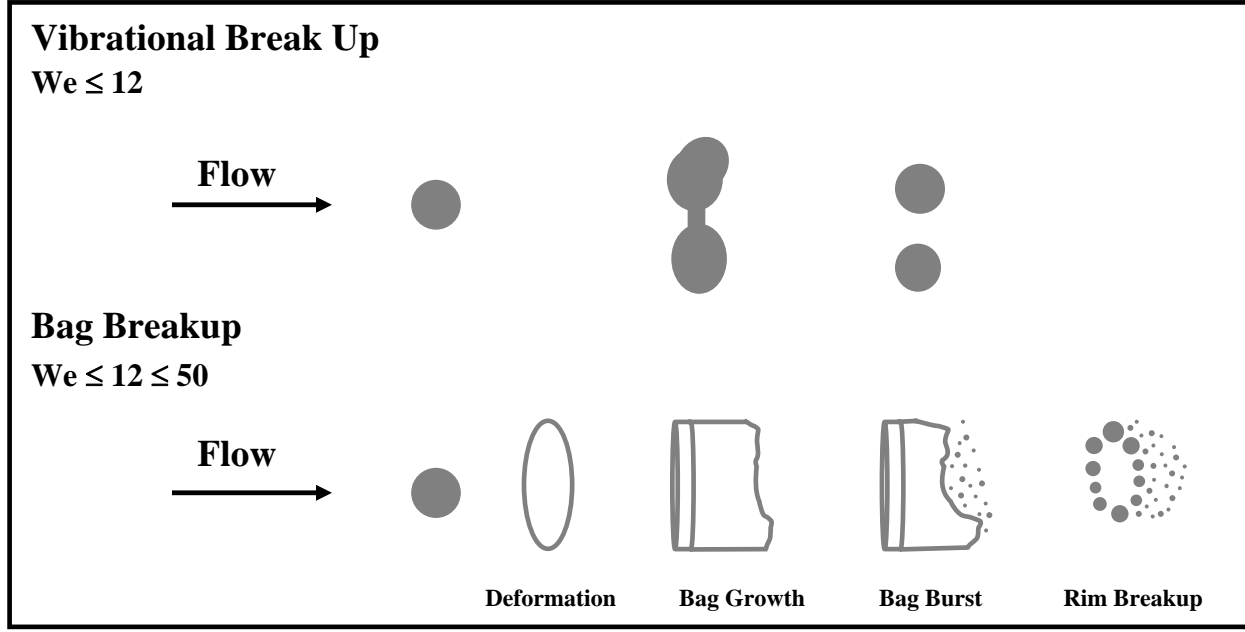 Vibrational Break Up
We ≤ 12
Flow
Bag Breakup
We ≤ 12 ≤ 50
Flow
Deformation Bag Growth Bag Burst Rim Breakup